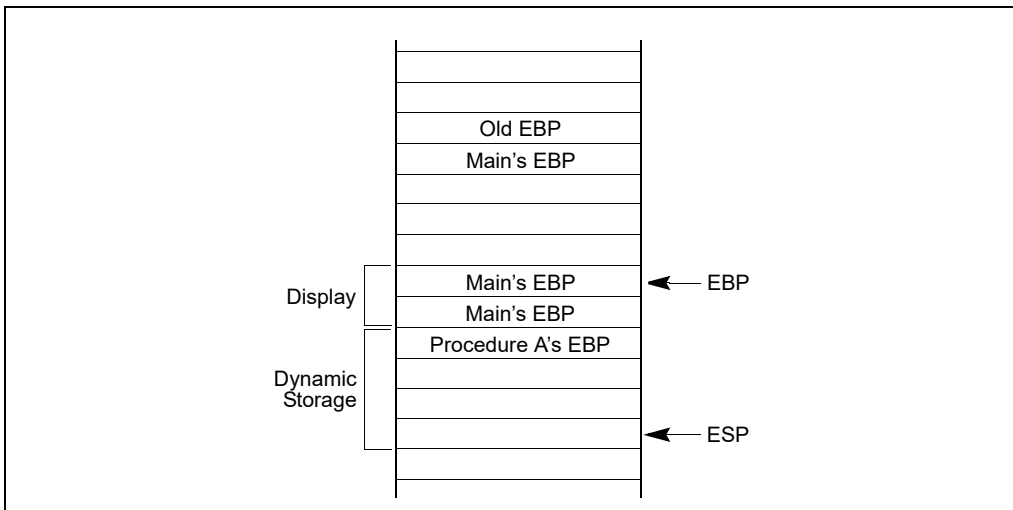 Old EBP
Main's EBP
Main's EBP
EBP
Display
Main's EBP
Procedure A's EBP
Dynamic
Storage
ESP